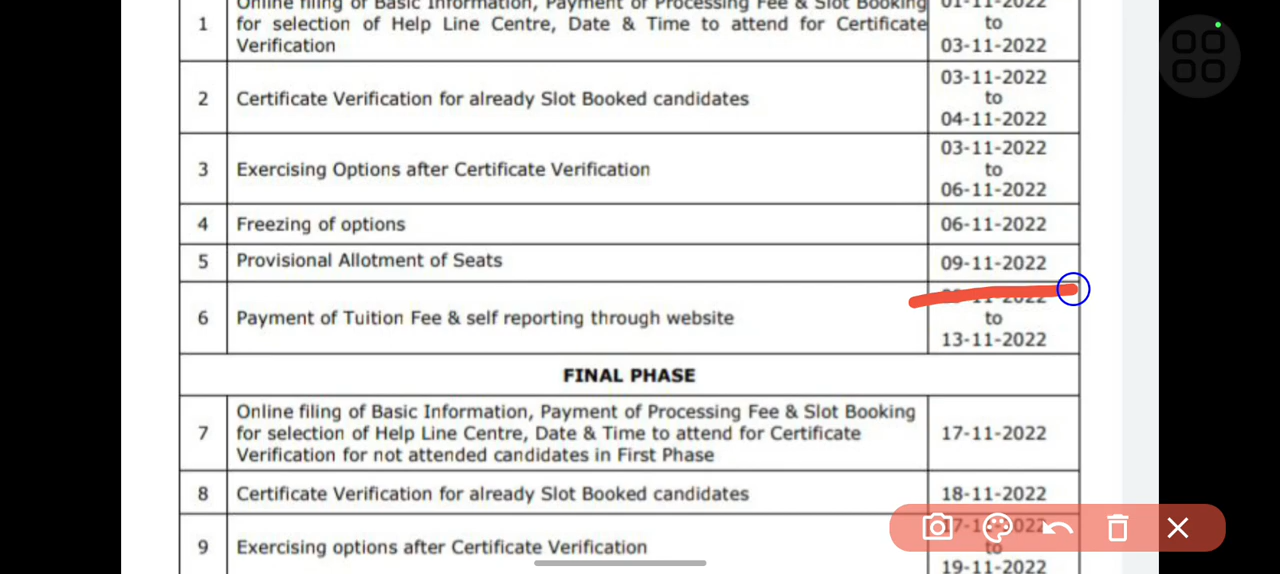 Online filing of Basic Information, Payment of Processing Fee & Slot Booking
01-11-2022
1
for selection of Help Line Centre, Date & Time to attend for Certificate
to
Verification
03-11-2022
2
Certificate Verification for already Slot Booked candidates
03-11-2022
to
04-11-2022
3
Exercising Options after Certificate Verification
03-11-2022
to
06-11-2022
4
Freezing of options
06-11-2022
5
Provisional Allotment of Seats
09-11-2022
6
Payment of Tuition Fee & self reporting through website
to
13-11-2022
FINAL PHASE
7
Online filing of Basic Information, Payment of Processing Fee & Slot Booking
for selection of Help Line Centre, Date & Time to attend for Certificate
Verification for not attended candidates in First Phase
17-11-2022
8
Certificate Verification for already Slot Booked candidates
18-11-2022
9
Exercising options after Certificate Verification
to
19-11-2022